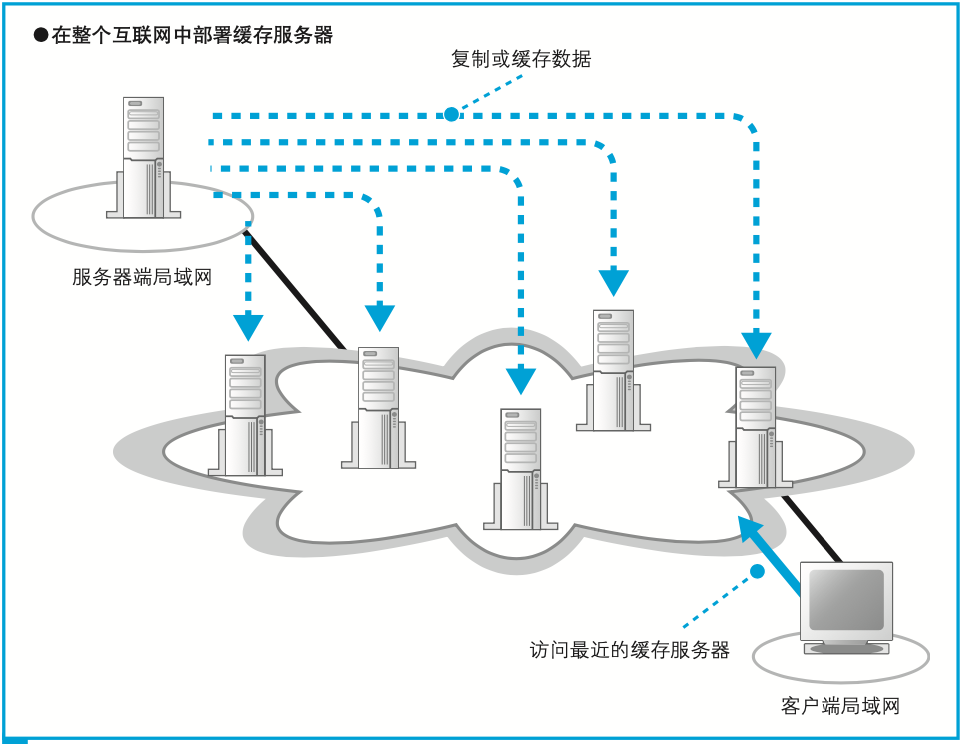 ●在整个互联网中部署缓存服务器
复制或缓存数据
服务器端局域网
访问最近的缓存服务器
客户端局域网